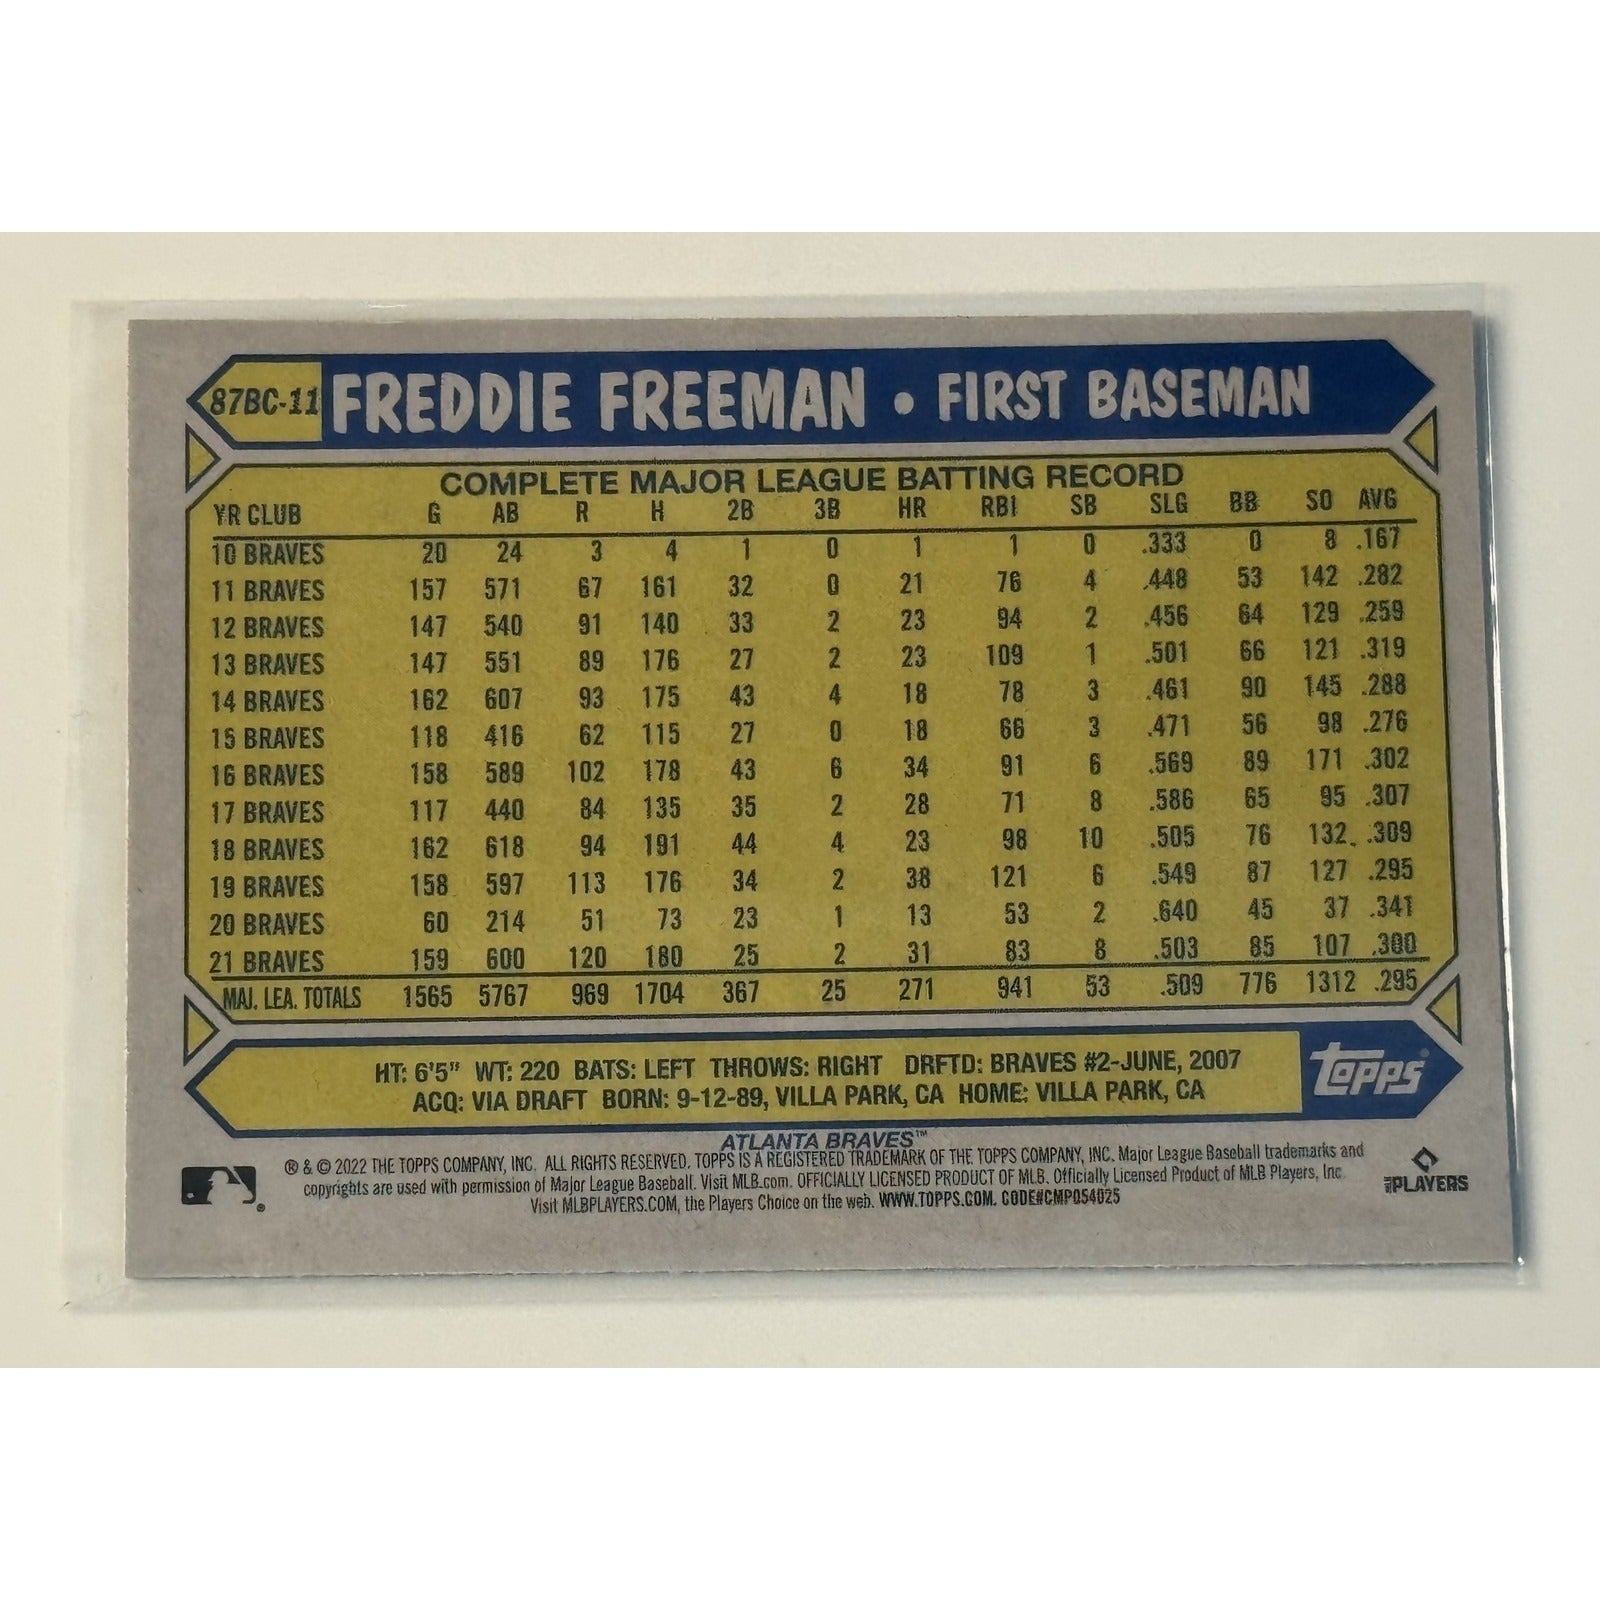 87BC-11 FREDDIE FREEMAN • FIRST BASEMAN
COMPLETE MAJOR LEAGUE BATTING RECORD
YR CLUB G AB R H 2B 3B HR RBI SB SLG BB SO AVG
10 BRAVES 20 24 3 4 1 0 1 1 0 .333 0 8 .167
11 BRAVES 157 571 67 161 32 0 21 76 4 .448 53 142 .282
12 BRAVES 147 540 91 140 33 2 23 94 2 .456 64 129 .259
13 BRAVES 147 551 89 176 27 2 23 109 1 .501 66 121 .319
14 BRAVES 162 607 93 175 43 4 18 78 3 .461 90 145 .288
15 BRAVES 118 416 62 115 27 0 18 66 3 .471 56 98 .276
16 BRAVES 158 589 102 178 43 6 34 91 6 .569 89 171 .302
17 BRAVES 117 440 84 135 35 2 28 71 8 .586 65 95 .307
18 BRAVES 162 618 94 191 44 4 23 98 10 .505 76 132 .309
19 BRAVES 158 597 113 176 34 2 38 121 6 .549 87 127 .295
20 BRAVES 60 214 51 73 23 1 13 53 2 .640 45 37 .341
21 BRAVES 159 600 120 180 25 2 31 83 8 .503 85 107 .300
MAJ. LEA. TOTALS 1565 5767 969 1704 367 25 271 941 53 .509 776 1312 .295
HT: 6'5" WT: 220 BATS: LEFT THROWS: RIGHT DRFTD: BRAVES #2-JUNE, 2007
ACQ: VIA DRAFT BORN: 9-12-89, VILLA PARK, CA HOME: VILLA PARK, CA
topps®
ATLANTA BRAVES™
® & © 2022 THE TOPPS COMPANY, INC. ALL RIGHTS RESERVED. TOPPS IS A REGISTERED TRADEMARK OF THE TOPPS COMPANY, INC. Major League Baseball trademarks and
copyrights are used with permission of Major League Baseball. Visit MLB.com. OFFICIALLY LICENSED PRODUCT OF MLB. Officially Licensed Product of MLB Players, Inc
Visit MLBPLAYERS.COM, the Players Choice on the web. WWW.TOPPS.COM. CODE#CMP054025
MLB PLAYERS